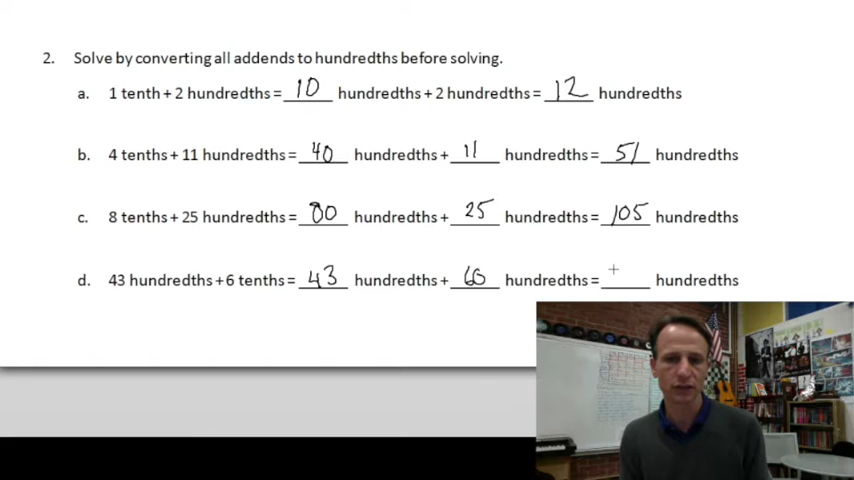 2. Solve by converting all addends to hundredths before solving.
a. 1 tenth + 2 hundredths = 10 hundredths + 2 hundredths = 12 hundredths
b. 4 tenths + 11 hundredths = 40 hundredths + 11 hundredths = 51 hundredths
c. 8 tenths + 25 hundredths = 80 hundredths + 25 hundredths = 105 hundredths
d. 43 hundredths + 6 tenths = 43 hundredths + 60 hundredths = ____ hundredths